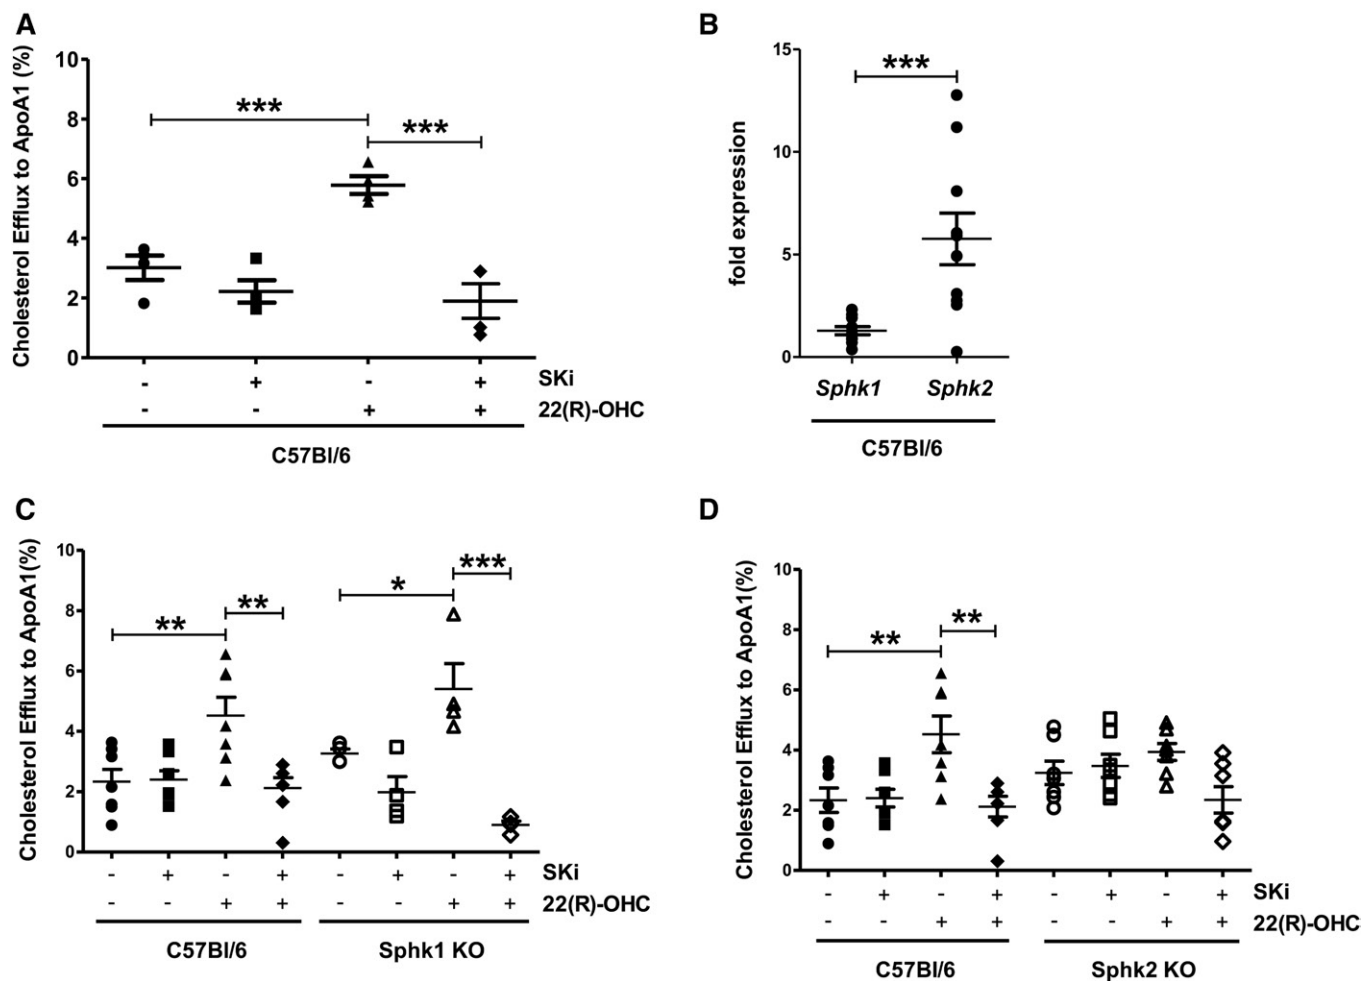 A
Cholesterol Efflux to ApoA1 (%)
10
8
6
4
2
0
***
***
- + - + SKi
- - + + 22(R)-OHC
C57Bl/6
B
fold expression
15
10
5
0
***
Sphk1 Sphk2
C57Bl/6
C
Cholesterol Efflux to ApoA1(%)
10
8
6
4
2
0
**
**
*
***
- + - + - + - + SKi
- - + + - - + + 22(R)-OHC
C57Bl/6 Sphk1 KO
D
Cholesterol Efflux to ApoA1(%)
10
8
6
4
2
0
**
**
- + - + - + - + SKi
- - + + - - + + 22(R)-OHC
C57Bl/6 Sphk2 KO